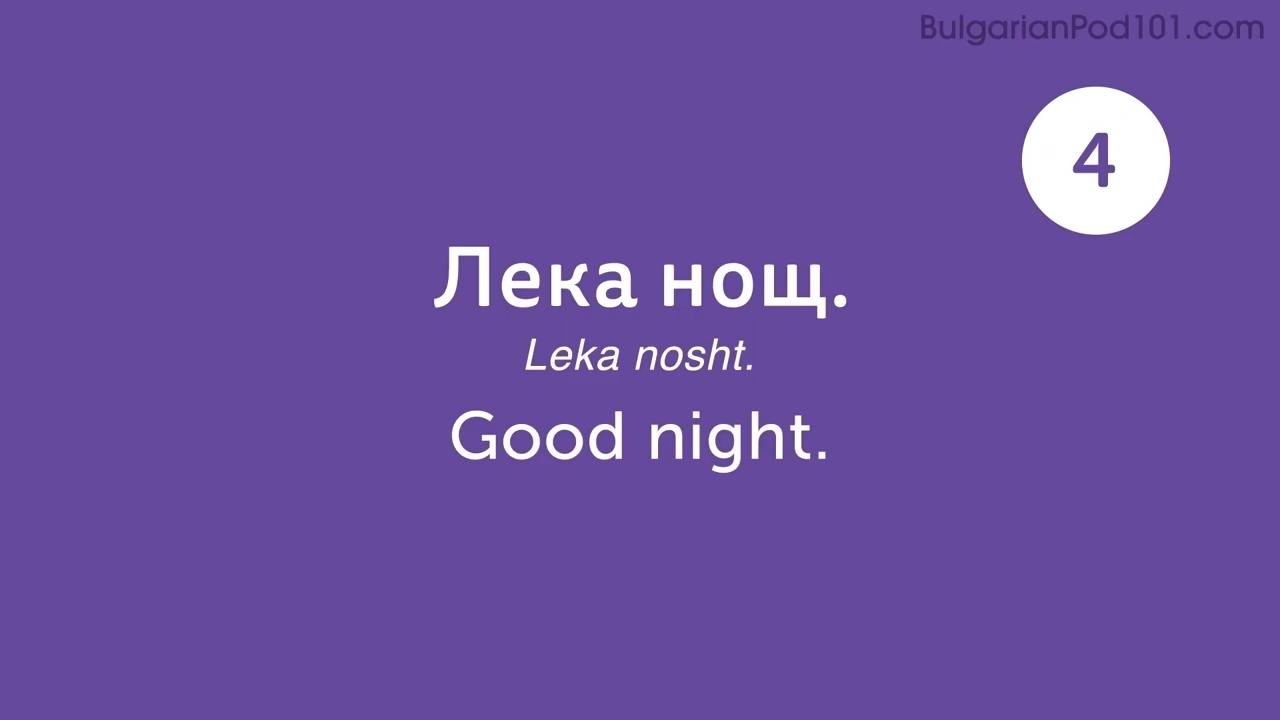 BulgarianPod101.com
4
Лека нощ.
Leka nosht.
Good night.